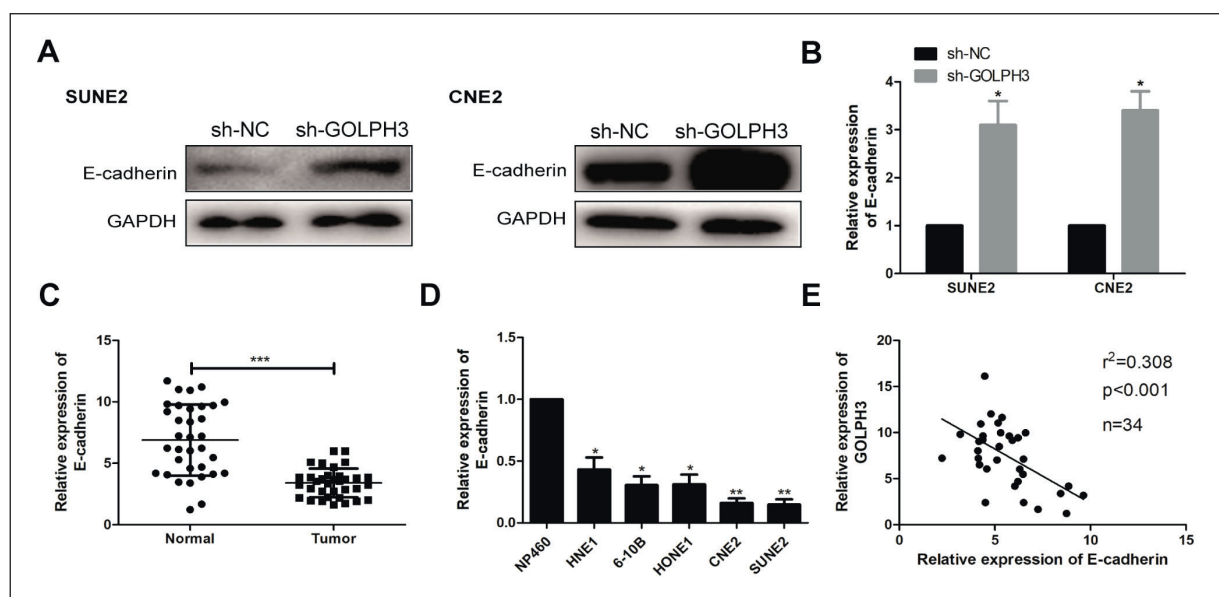 A
SUNE2
sh-NC sh-GOLPH3
E-cadherin
GAPDH
CNE2
sh-NC sh-GOLPH3
E-cadherin
GAPDH
B
sh-NC
sh-GOLPH3
Relative expression
of E-cadherin
4
3
2
1
0
*
*
SUNE2 CNE2
C
Relative expression of
E-cadherin
15
10
5
0
***
Normal Tumor
D
Relative expression of
E-cadherin
1.5
1.0
0.5
0.0
* * * ** **
NP460 HNE1 6-10B HONE1 CNE2 SUNE2
E
Relative expression of
GOLPH3
20
15
10
5
0
r²=0.308
p<0.001
n=34
0 5 10 15
Relative expression of E-cadherin